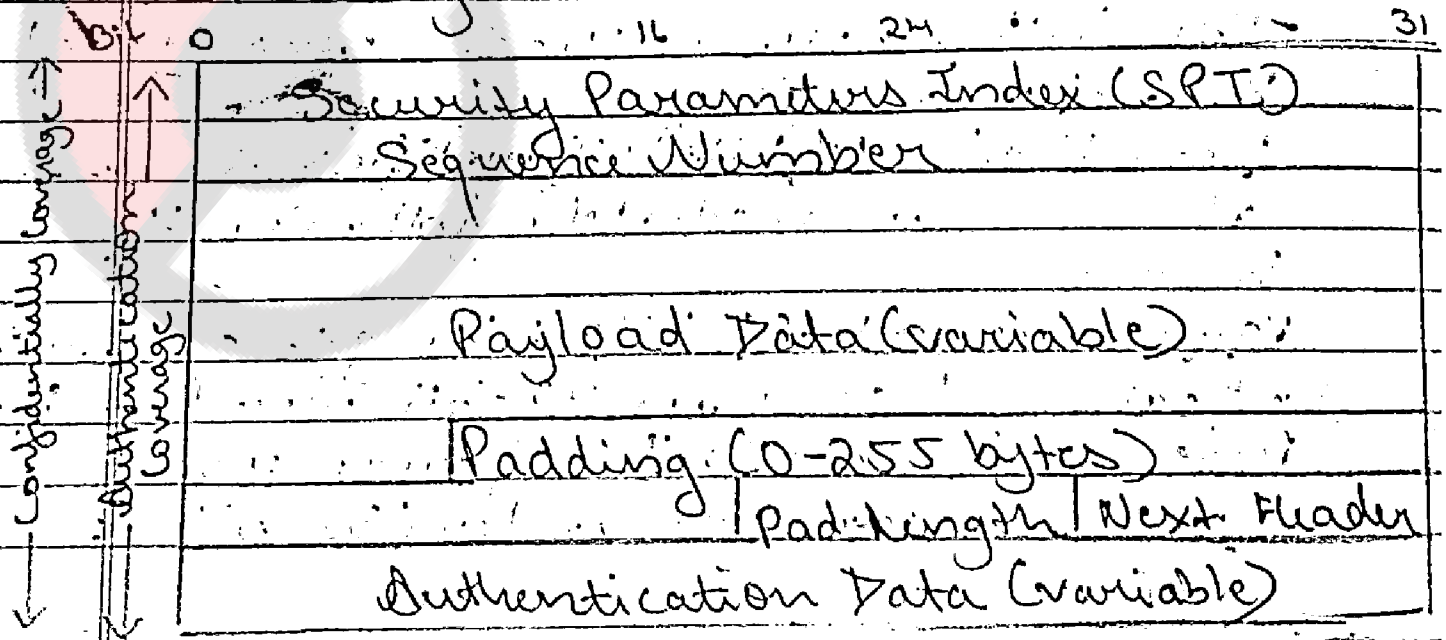 bit 0 16 24 31
Security Parameters Index (SPI)
Sequence Number
Payload Data (variable)
Padding (0-255 bytes)
Pad Length Next Header
Authentication Data (variable)
Confidentially Coverage
Authentication
Coverage